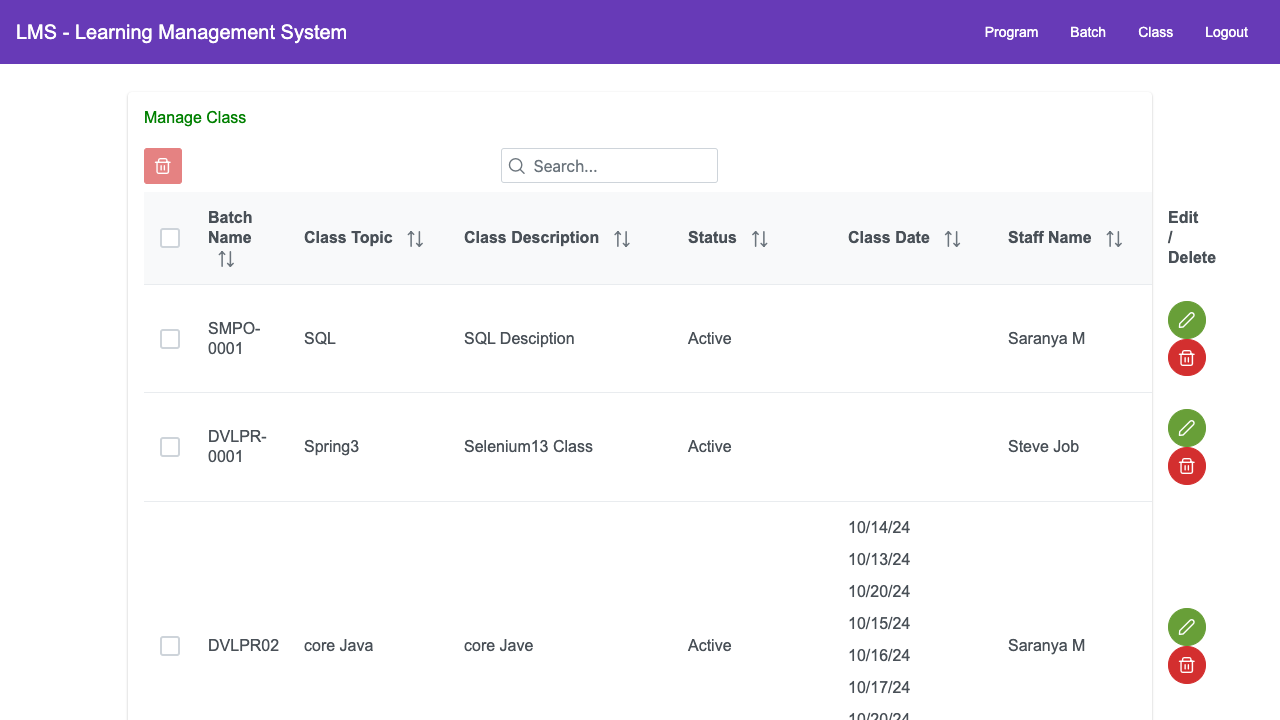 LMS - Learning Management System
Program
Batch
Class
Logout
Manage Class
Search...
Batch
Name
Class Topic
Class Description
Status
Class Date
Staff Name
Edit
/
Delete
SMPO-
0001
SQL
SQL Desciption
Active
Saranya M
DVLPR-
0001
Spring3
Selenium13 Class
Active
Steve Job
DVLPR02
core Java
core Jave
Active
10/14/24
10/13/24
10/20/24
10/15/24
10/16/24
10/17/24
10/20/24
Saranya M